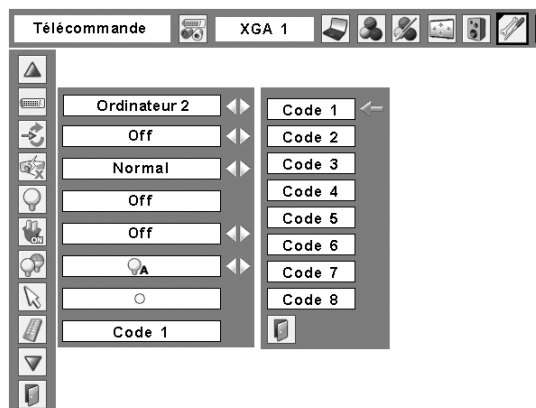 Télécommande XGA 1
Ordinateur 2
Off
Normal
Off
ON
Off
A
Code 1
Code 1
Code 2
Code 3
Code 4
Code 5
Code 6
Code 7
Code 8